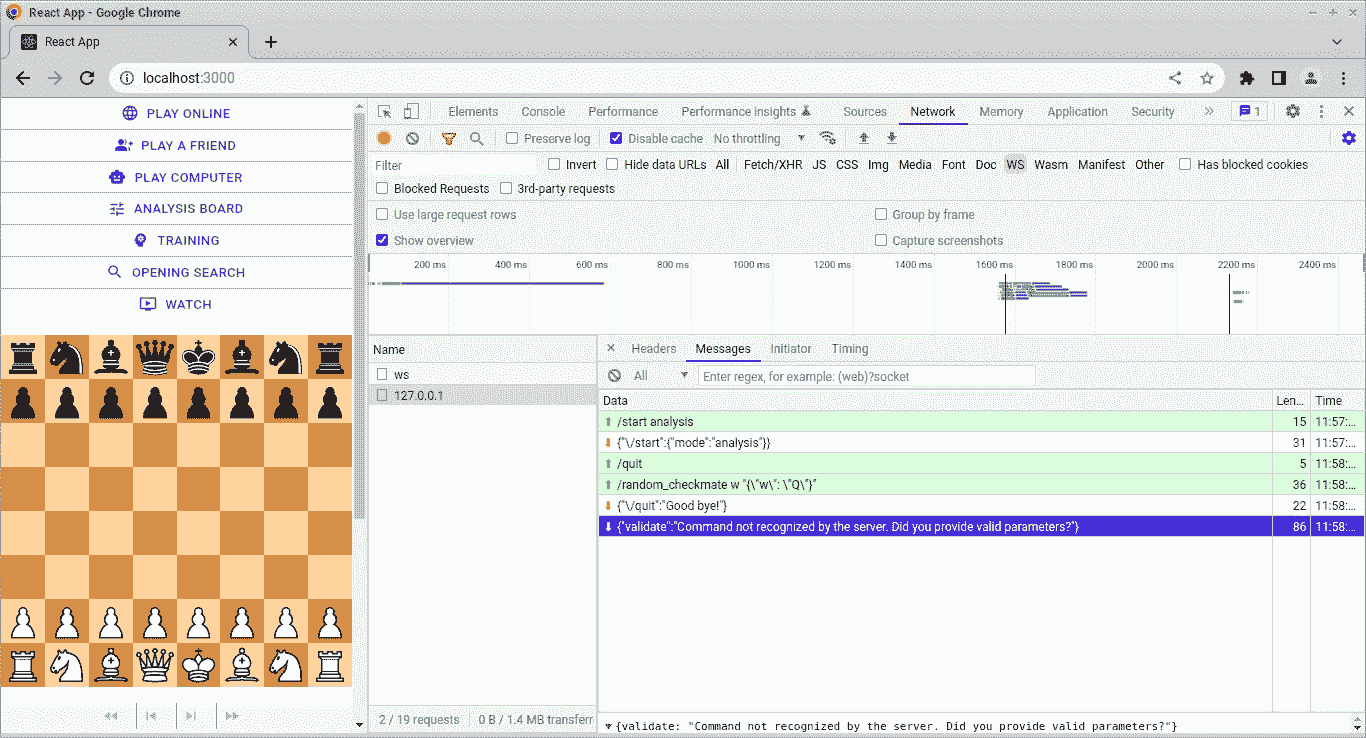 React App - Google Chrome
React App
localhost:3000
PLAY ONLINE
PLAY A FRIEND
PLAY COMPUTER
ANALYSIS BOARD
TRAINING
OPENING SEARCH
WATCH
Elements Console Performance Performance insights Sources Network Memory Application Security » 1
Preserve log Disable cache No throttling
Filter Invert Hide data URLs All Fetch/XHR JS CSS Img Media Font Doc WS Wasm Manifest Other Has blocked cookies
Blocked Requests 3rd-party requests
Use large request rows Group by frame
Show overview Capture screenshots
200 ms 400 ms 600 ms 800 ms 1000 ms 1200 ms 1400 ms 1600 ms 1800 ms 2000 ms 2200 ms 2400 ms
Name
ws
127.0.0.1
Headers Messages Initiator Timing
All Enter regex, for example: (web)?socket
Data Len... Time
/start analysis 15 11:57:...
{"\/start":{"mode":"analysis"}} 31 11:57:...
/quit 5 11:58:...
/random_checkmate w "{\"w\": \"Q\"}" 36 11:58:...
{"\/quit":"Good bye!"} 22 11:58:...
{"validate":"Command not recognized by the server. Did you provide valid parameters?"} 86 11:58:...
2 / 19 requests 0 B / 1.4 MB transferr
{validate: "Command not recognized by the server. Did you provide valid parameters?"}